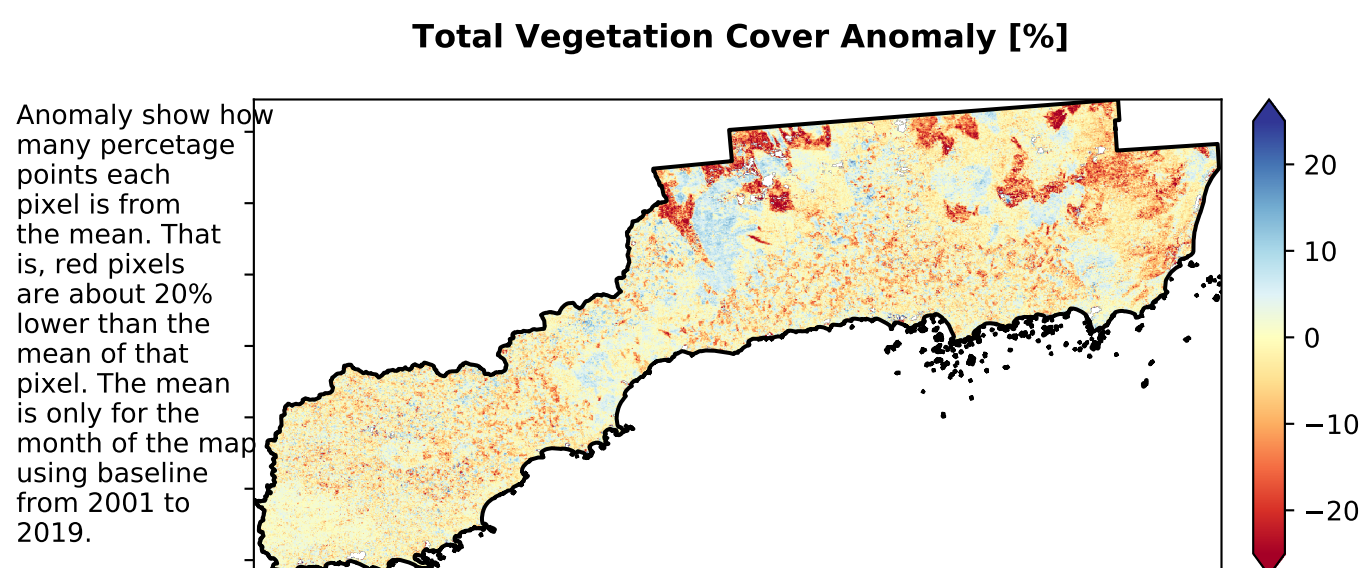 Total Vegetation Cover Anomaly [%]
Anomaly show how
many percetage
points each
pixel is from
the mean. That
is, red pixels
are about 20%
lower than the
mean of that
pixel. The mean
is only for the
month of the map
using baseline
from 2001 to
2019.
20
10
0
−10
−20